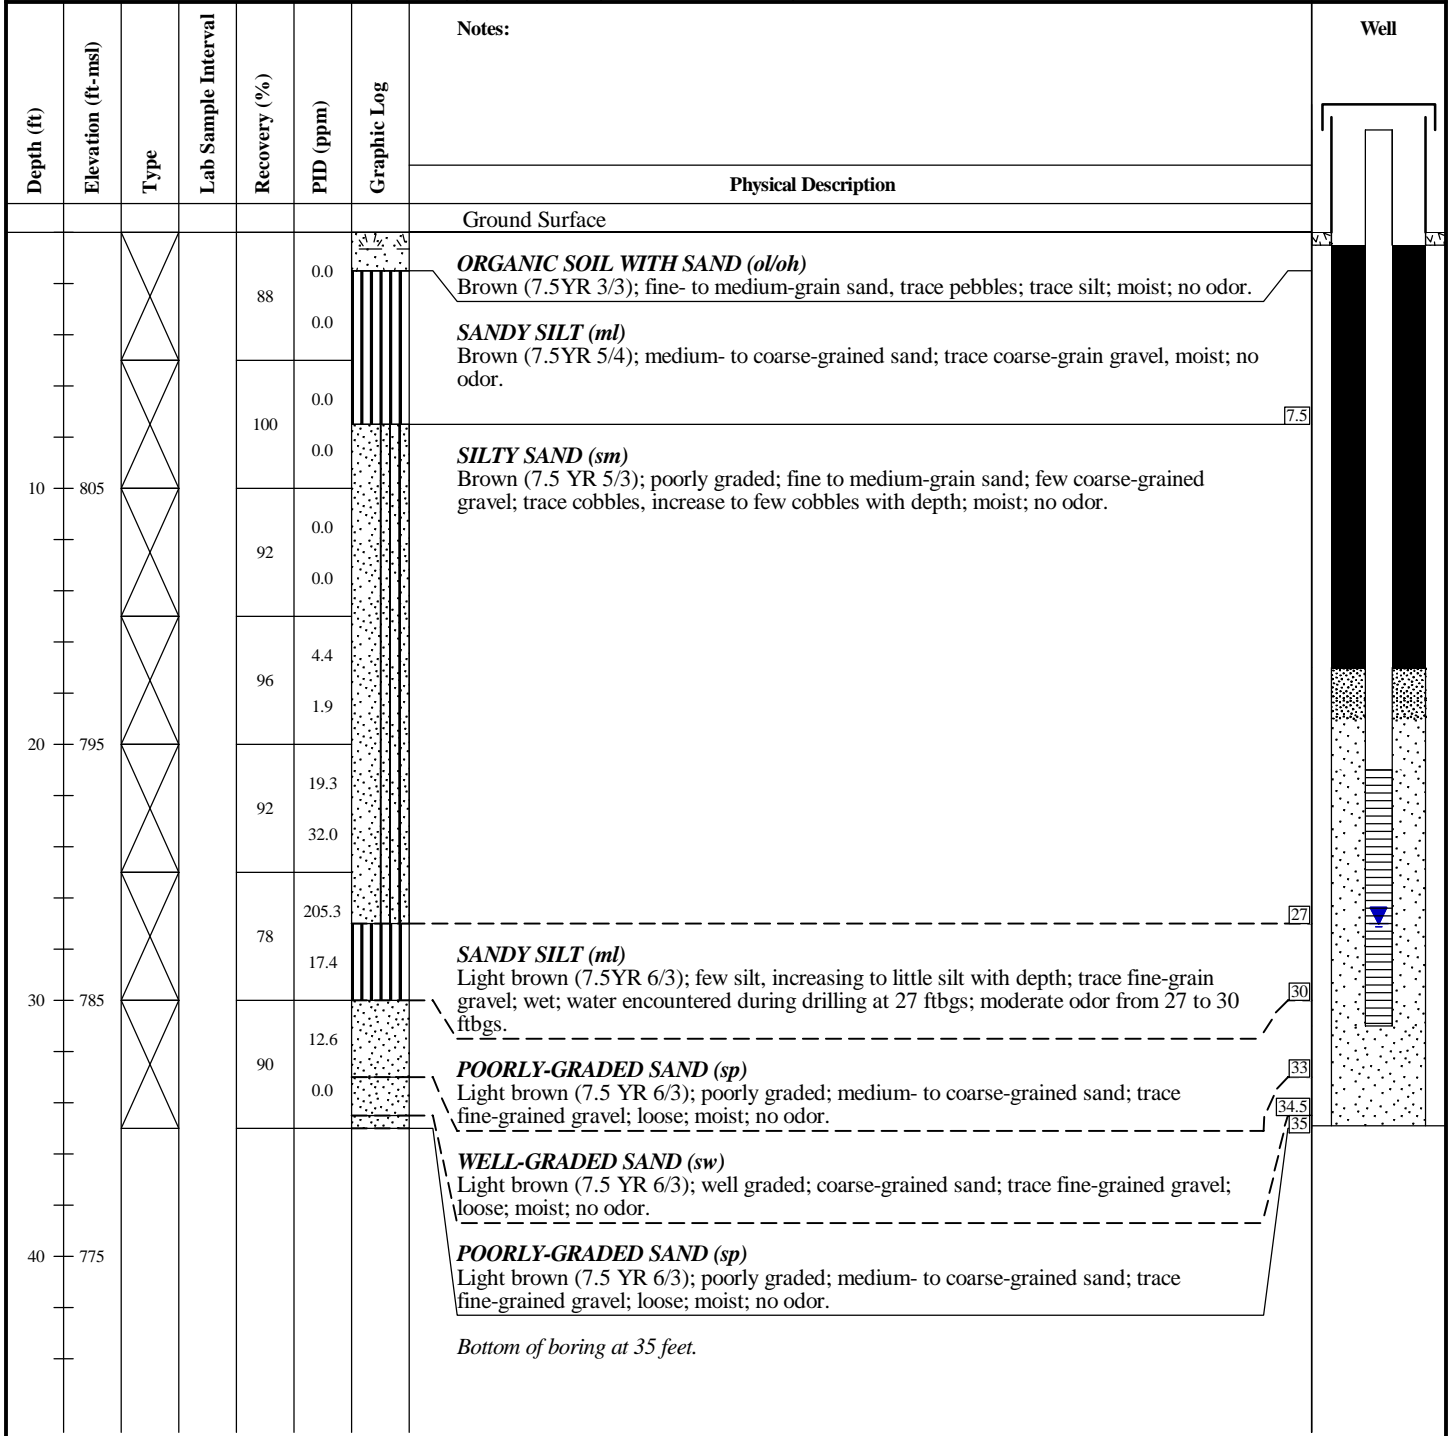 Notes:
Well
Depth (ft)
Elevation (ft-msl)
Type
Lab Sample Interval
Recovery (%)
PID (ppm)
Graphic Log
Physical Description
Ground Surface
ORGANIC SOIL WITH SAND (ol/oh)
0.0
Brown (7.5YR 3/3); fine- to medium-grain sand, trace pebbles; trace silt; moist; no odor.
88
0.0
SANDY SILT (ml)
Brown (7.5YR 5/4); medium- to coarse-grained sand; trace coarse-grain gravel, moist; no
odor.
0.0
7.5
100
0.0
SILTY SAND (sm)
Brown (7.5 YR 5/3); poorly graded; fine to medium-grain sand; few coarse-grained
10 805
gravel; trace cobbles, increase to few cobbles with depth; moist; no odor.
0.0
92
0.0
4.4
96
1.9
20 795
19.3
92
32.0
205.3
27
78
SANDY SILT (ml)
17.4
Light brown (7.5YR 6/3); few silt, increasing to little silt with depth; trace fine-grain
30 785
gravel; wet; water encountered during drilling at 27 ftbgs; moderate odor from 27 to 30
30
ftbgs.
12.6
90
POORLY-GRADED SAND (sp)
33
0.0
Light brown (7.5 YR 6/3); poorly graded; medium- to coarse-grained sand; trace
34.5
fine-grained gravel; loose; moist; no odor.
35
WELL-GRADED SAND (sw)
Light brown (7.5 YR 6/3); well graded; coarse-grained sand; trace fine-grained gravel;
loose; moist; no odor.
40 775
POORLY-GRADED SAND (sp)
Light brown (7.5 YR 6/3); poorly graded; medium- to coarse-grained sand; trace
fine-grained gravel; loose; moist; no odor.
Bottom of boring at 35 feet.